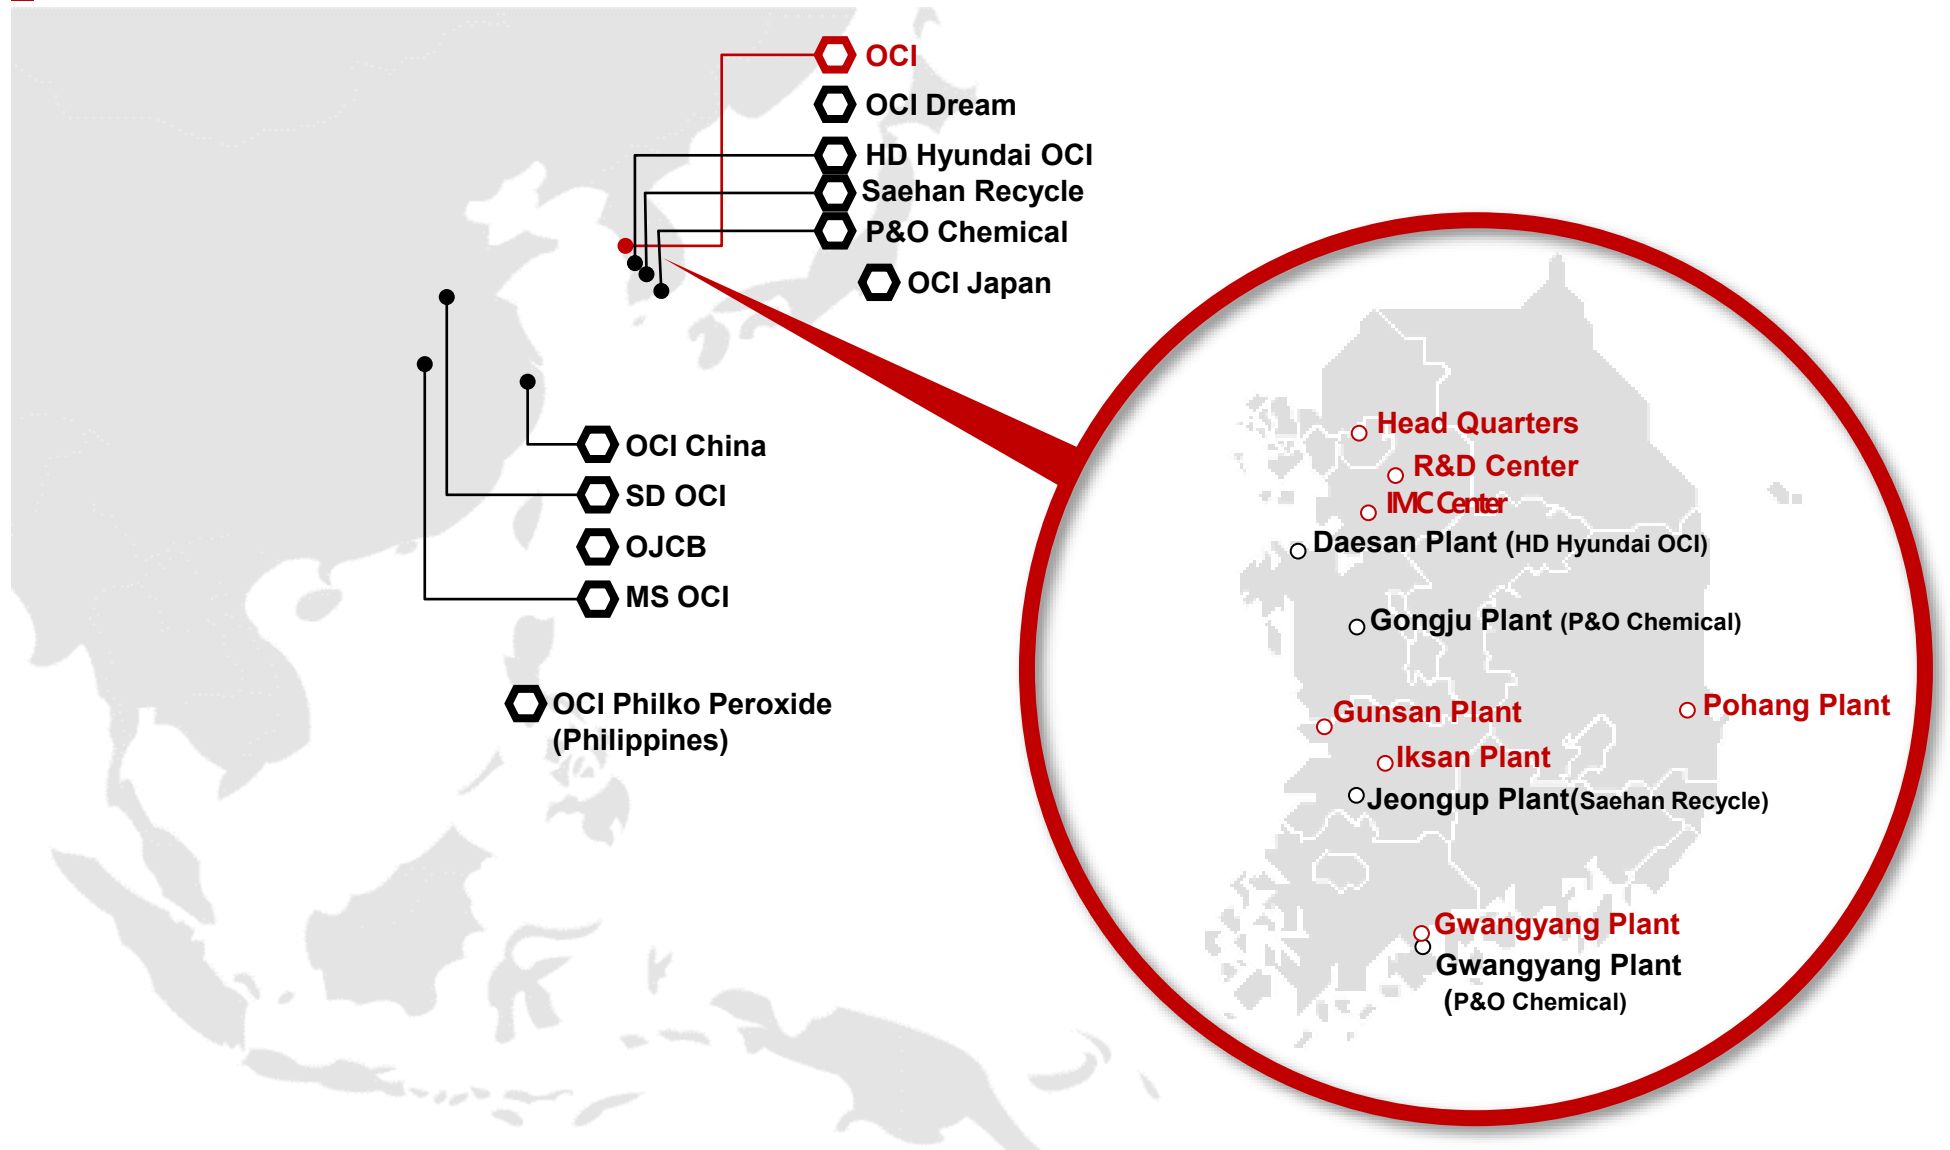 OCI
OCI Dream
HD Hyundai OCI
Saehan Recycle
P&O Chemical
OCI Japan
OCI China
SD OCI
OJCB
MS OCI
OCI Philko Peroxide
(Philippines)
Head Quarters
R&D Center
IMC Center
Daesan Plant (HD Hyundai OCI)
Gongju Plant (P&O Chemical)
Pohang Plant
Gunsan Plant
Iksan Plant
Jeongup Plant(Saehan Recycle)
Gwangyang Plant
Gwangyang Plant
(P&O Chemical)